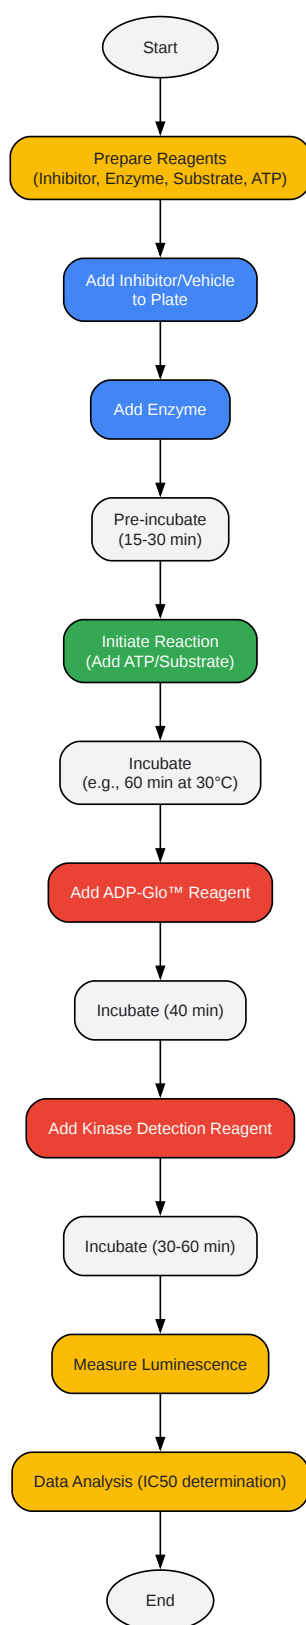 Start
Prepare Reagents
(Inhibitor, Enzyme, Substrate, ATP)
Add Inhibitor/Vehicle
to Plate
Add Enzyme
Pre-incubate
(15-30 min)
Initiate Reaction
(Add ATP/Substrate)
Incubate
(e.g., 60 min at 30°C)
Add ADP-Glo™ Reagent
Incubate (40 min)
Add Kinase Detection Reagent
Incubate (30-60 min)
Measure Luminescence
Data Analysis (IC50 determination)
End